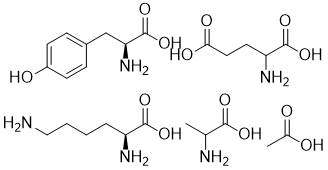 O O O
OH HO OH
HO NH₂ O NH₂
O O O
H₂N OH OH OH
NH₂ NH₂